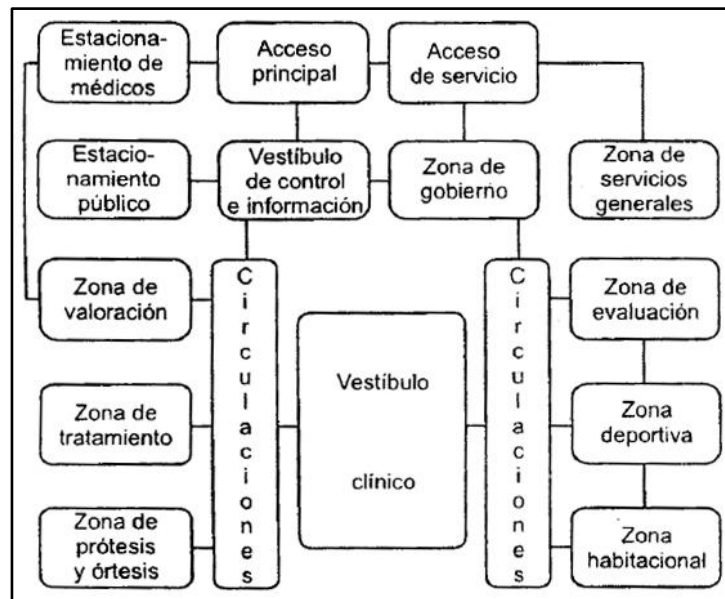 Estaciona-
miento de
médicos
Acceso
principal
Acceso
de servicio
Estacio-
namiento
público
Vestíbulo
de control
e información
Zona de
gobierno
Zona de
servicios
generales
Zona de
valoración
Circulaciones
Vestíbulo
clínico
Circulaciones
Zona de
evaluación
Zona de
tratamiento
Zona
deportiva
Zona de
prótesis
y órtesis
Zona
habitacional